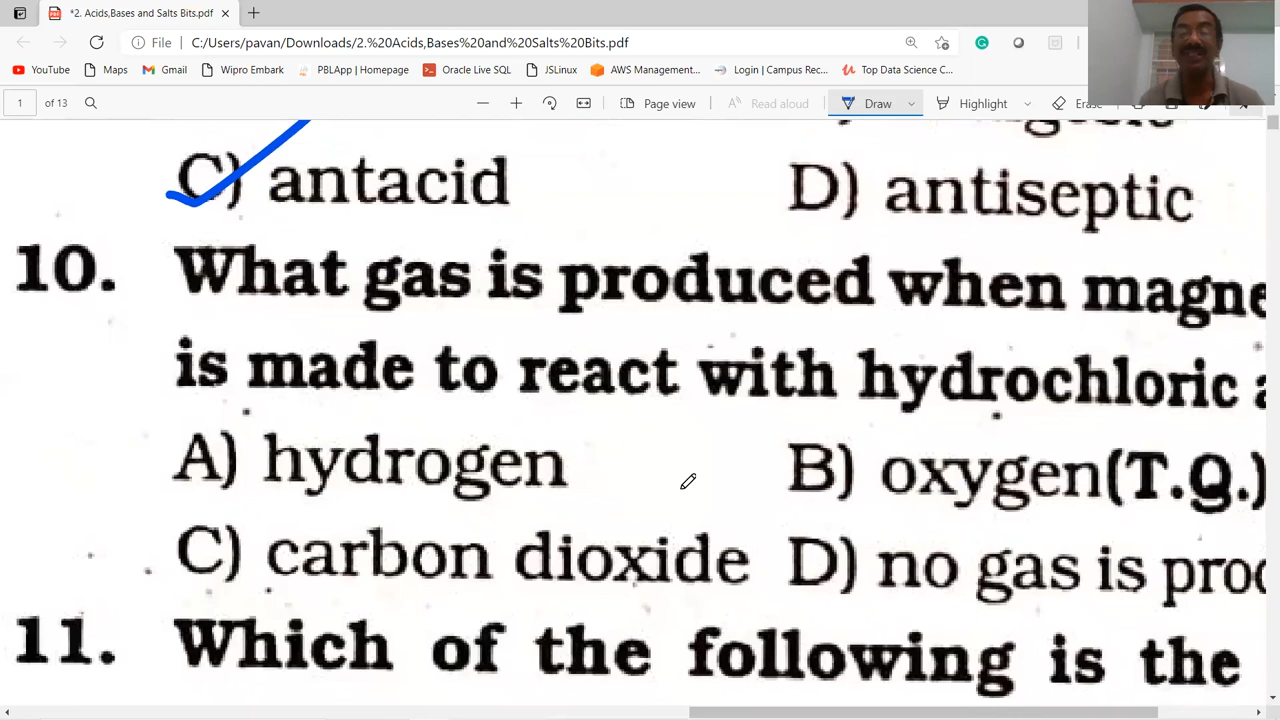 *2. Acids,Bases and Salts Bits.pdf
File C:/Users/pavan/Downloads/2.%20Acids,Bases%20and%20Salts%20Bits.pdf
YouTube Maps Gmail Wipro Embark PBLApp | Homepage Online Live SQL JSLinux AWS Management... Login | Campus Rec... Top Data Science C...
1 of 13 Page view Read aloud Draw Highlight Erase
C) antacid D) antiseptic
10. What gas is produced when magne
is made to react with hydrochloric a
A) hydrogen B) oxygen(T.Q.)
C) carbon dioxide D) no gas is proc
11. Which of the following is the